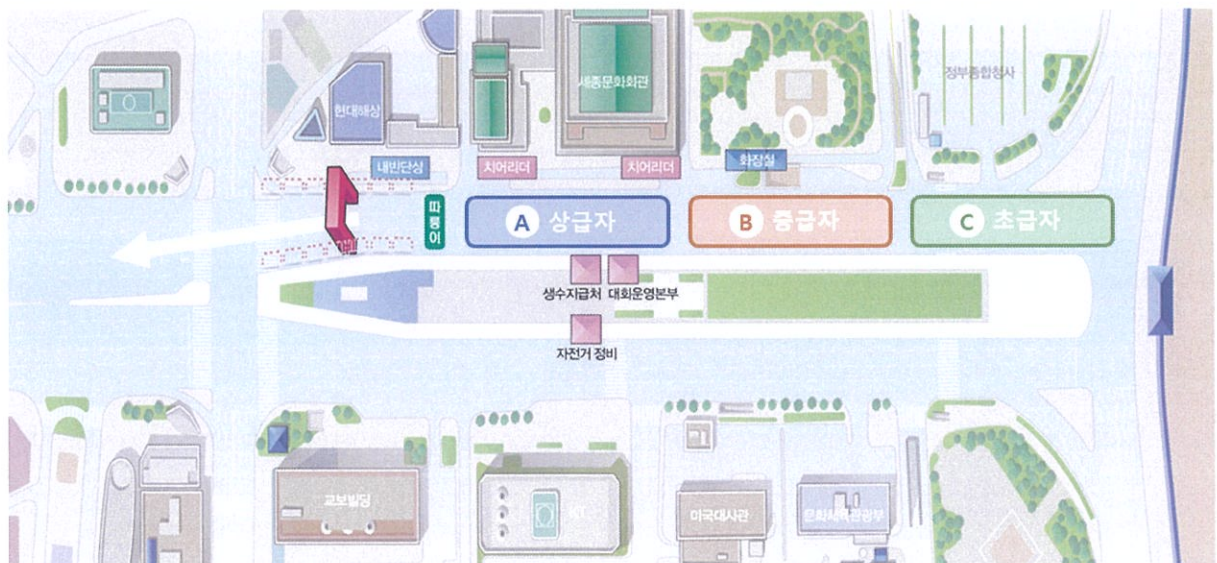 정부종합청사
세종문화회관
현대해상
화장실
내빈단상
치어리더
치어리더
따릉이
A 상급자
B 중급자
C 초급자
생수지급처
대회운영본부
자전거 정비
교보빌딩
KT
미국대사관
문화체육관광부